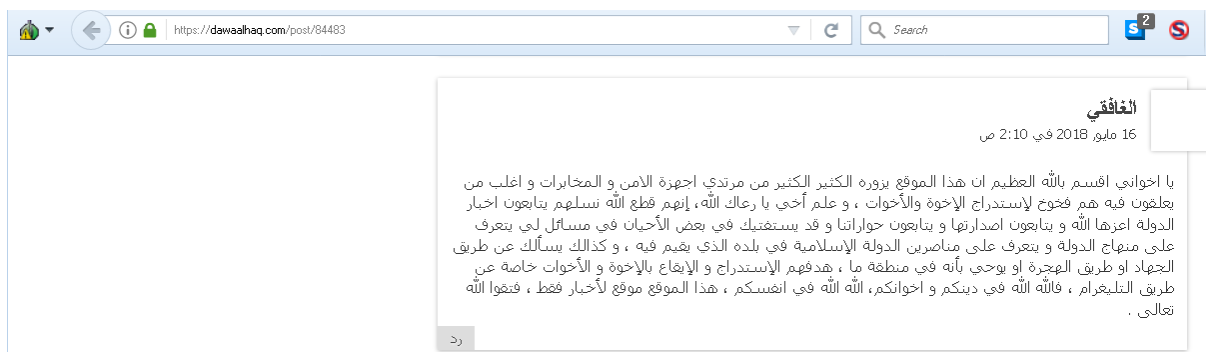 https://dawaalhaq.com/post/84483
Search
2
S
S
الغافقي
16 مايو, 2018 في 2:10 ص
يا اخواني اقسم بالله العظيم ان هذا الموقع يزوره الكثير الكثير من مرتدي اجهزة الامن و المخابرات و اغلب من
يعلقون فيه هم فخوخ لإستدراج الإخوة والأخوات ، و علم أخي يا رعاك الله، إنهم قطع الله نسلهم يتابعون اخبار
الدولة اعزها الله و يتابعون اصداراتها و يتابعون حواراتنا و قد يستفتيك في بعض الأحيان في مسائل لي يتعرف
على منهاج الدولة و يتعرف على مناصرين الدولة الإسلامية في بلده الذي يقيم فيه ، و كذالك يسألك عن طريق
الجهاد او طريق الهجرة او يوحي بأنه في منطقة ما ، هدفهم الإستدراج و الإيقاع بالإخوة و الأخوات خاصة عن
طريق التليغرام ، فالله الله في دينكم و اخوانكم، الله الله في انفسكم ، هذا الموقع موقع لأخبار فقط ، فتقوا الله
تعالى .
رد